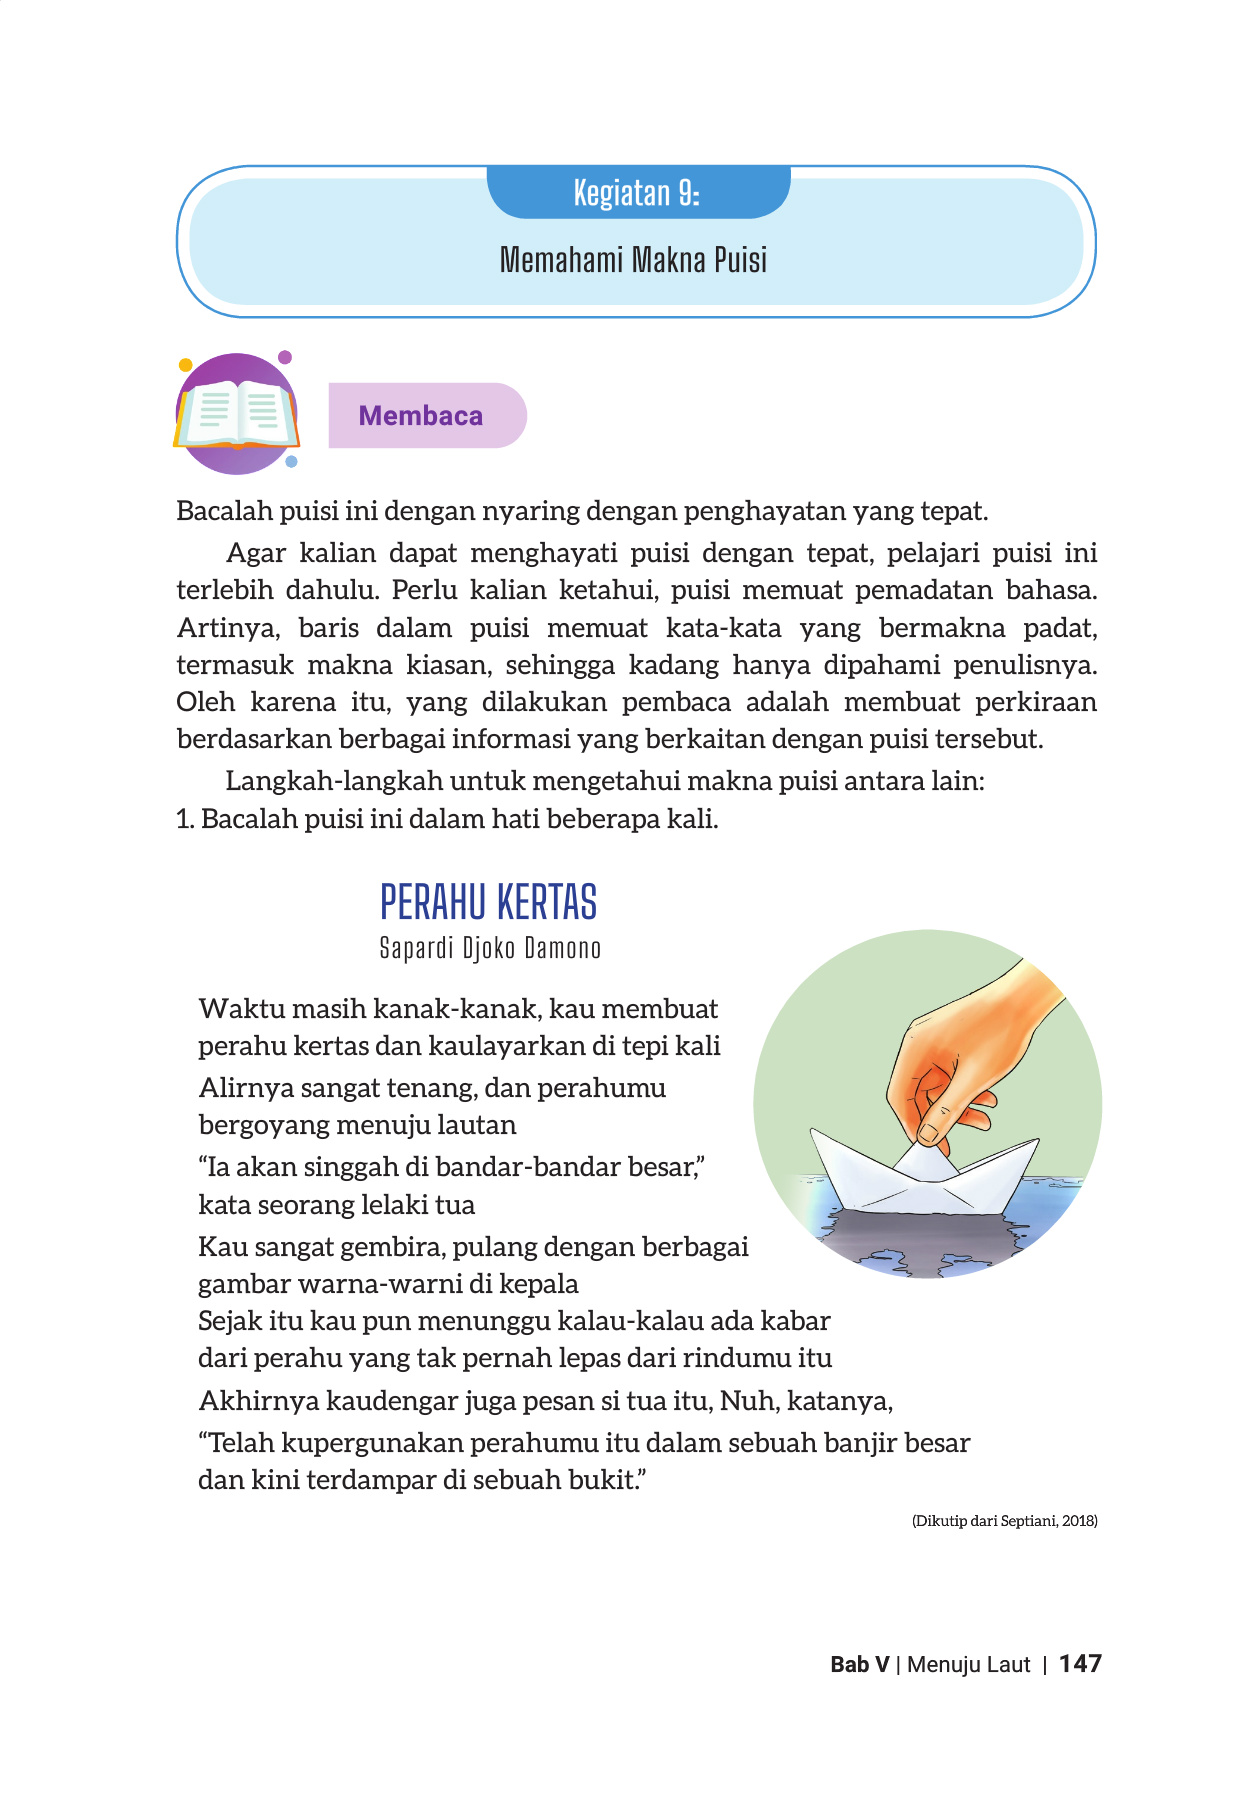 Kegiatan 9:
Memahami Makna Puisi
Membaca
Bacalah puisi ini dengan nyaring dengan penghayatan yang tepat.
Agar kalian dapat menghayati puisi dengan tepat, pelajari puisi ini
terlebih dahulu. Perlu kalian ketahui, puisi memuat pemadatan bahasa.
Artinya, baris dalam puisi memuat kata-kata yang bermakna padat,
termasuk makna kiasan, sehingga kadang hanya dipahami penulisnya.
Oleh karena itu, yang dilakukan pembaca adalah membuat perkiraan
berdasarkan berbagai informasi yang berkaitan dengan puisi tersebut.
Langkah-langkah untuk mengetahui makna puisi antara lain:
1. Bacalah puisi ini dalam hati beberapa kali.
PERAHU KERTAS
Sapardi Djoko Damono
Waktu masih kanak-kanak, kau membuat
perahu kertas dan kaulayarkan di tepi kali
Alirnya sangat tenang, dan perahumu
bergoyang menuju lautan
“Ia akan singgah di bandar-bandar besar,”
kata seorang lelaki tua
Kau sangat gembira, pulang dengan berbagai
gambar warna-warni di kepala
Sejak itu kau pun menunggu kalau-kalau ada kabar
dari perahu yang tak pernah lepas dari rindumu itu
Akhirnya kaudengar juga pesan si tua itu, Nuh, katanya,
“Telah kupergunakan perahumu itu dalam sebuah banjir besar
dan kini terdampar di sebuah bukit.”
(Dikutip dari Septiani, 2018)
Bab V | Menuju Laut | 147